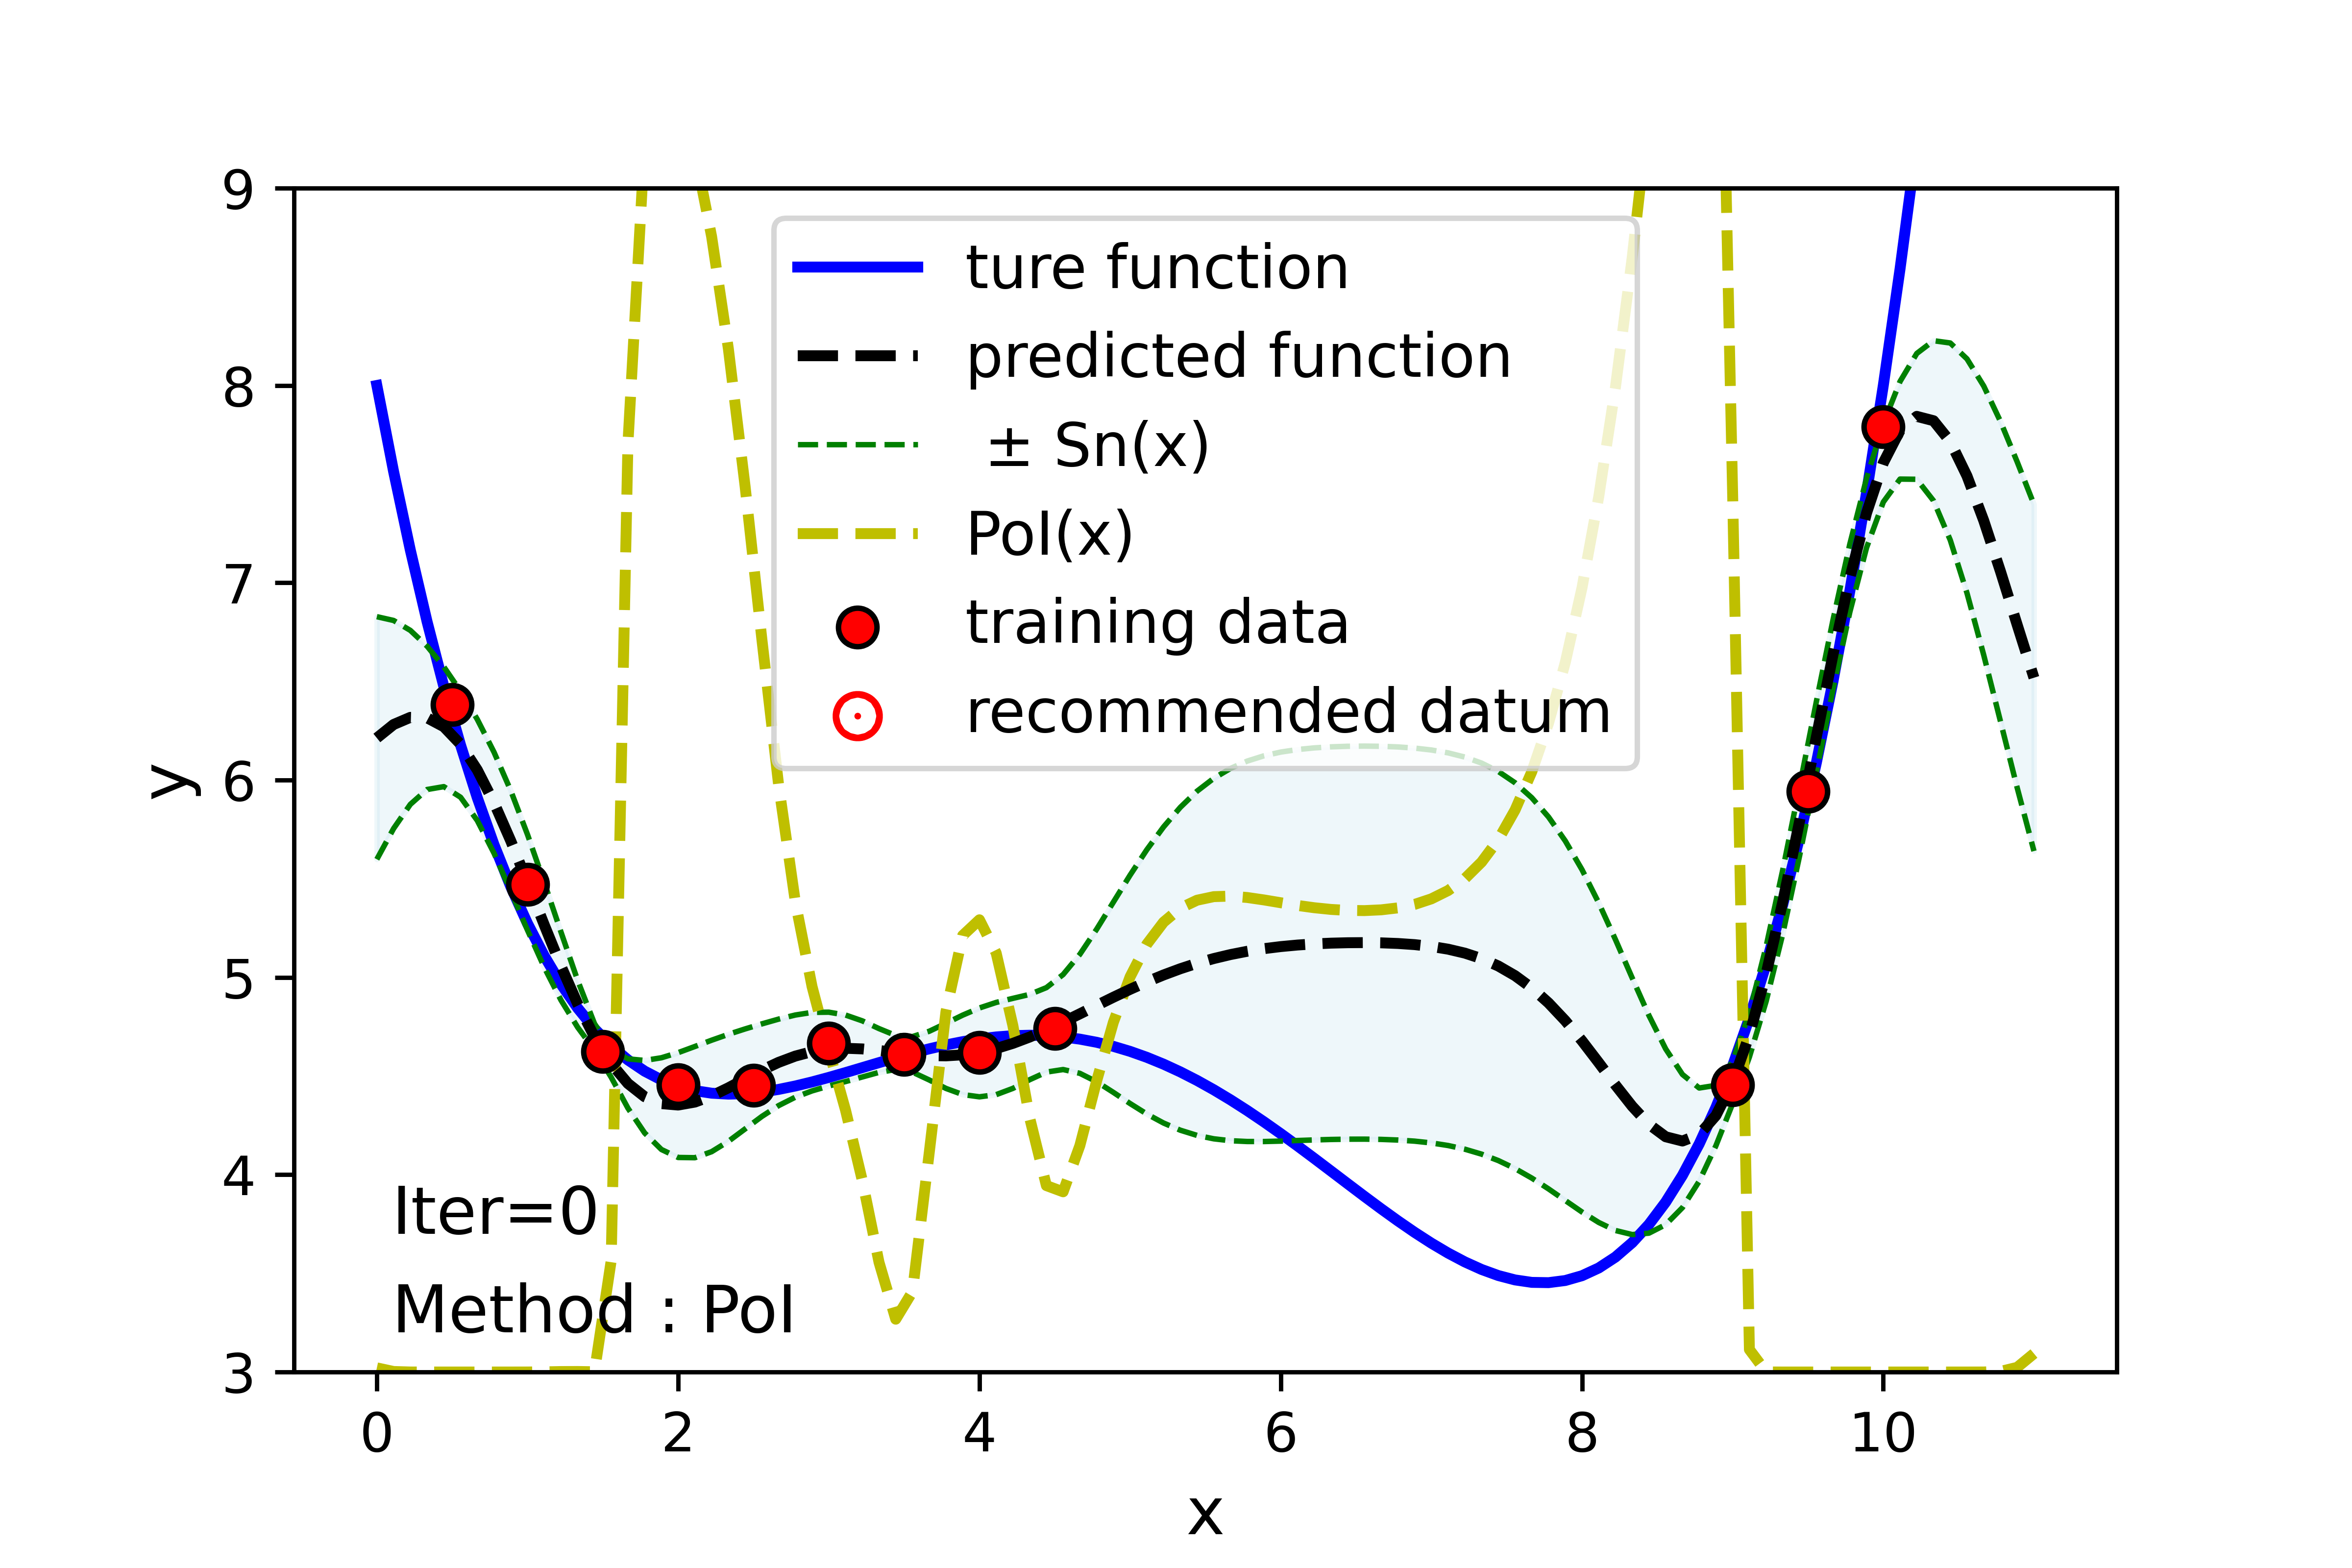 9
8
7
6
5
4
3
y
ture function
predicted function
± Sn(x)
PoI(x)
training data
recommended datum
Iter=0
Method : PoI
0 2 4 6 8 10
x